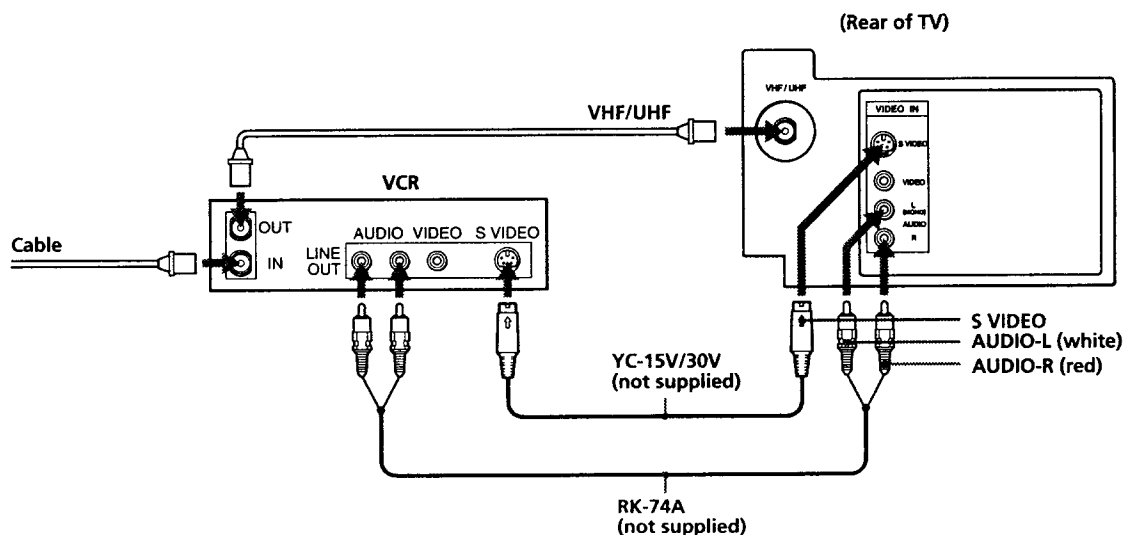 (Rear of TV)
VHF/UHF
VHF/UHF
VIDEO IN
S VIDEO
VIDEO
L
(MONO)
AUDIO
R
VCR
OUT
IN
Cable
AUDIO VIDEO S VIDEO
LINE
OUT
S VIDEO
AUDIO-L (white)
AUDIO-R (red)
YC-15V/30V
(not supplied)
RK-74A
(not supplied)